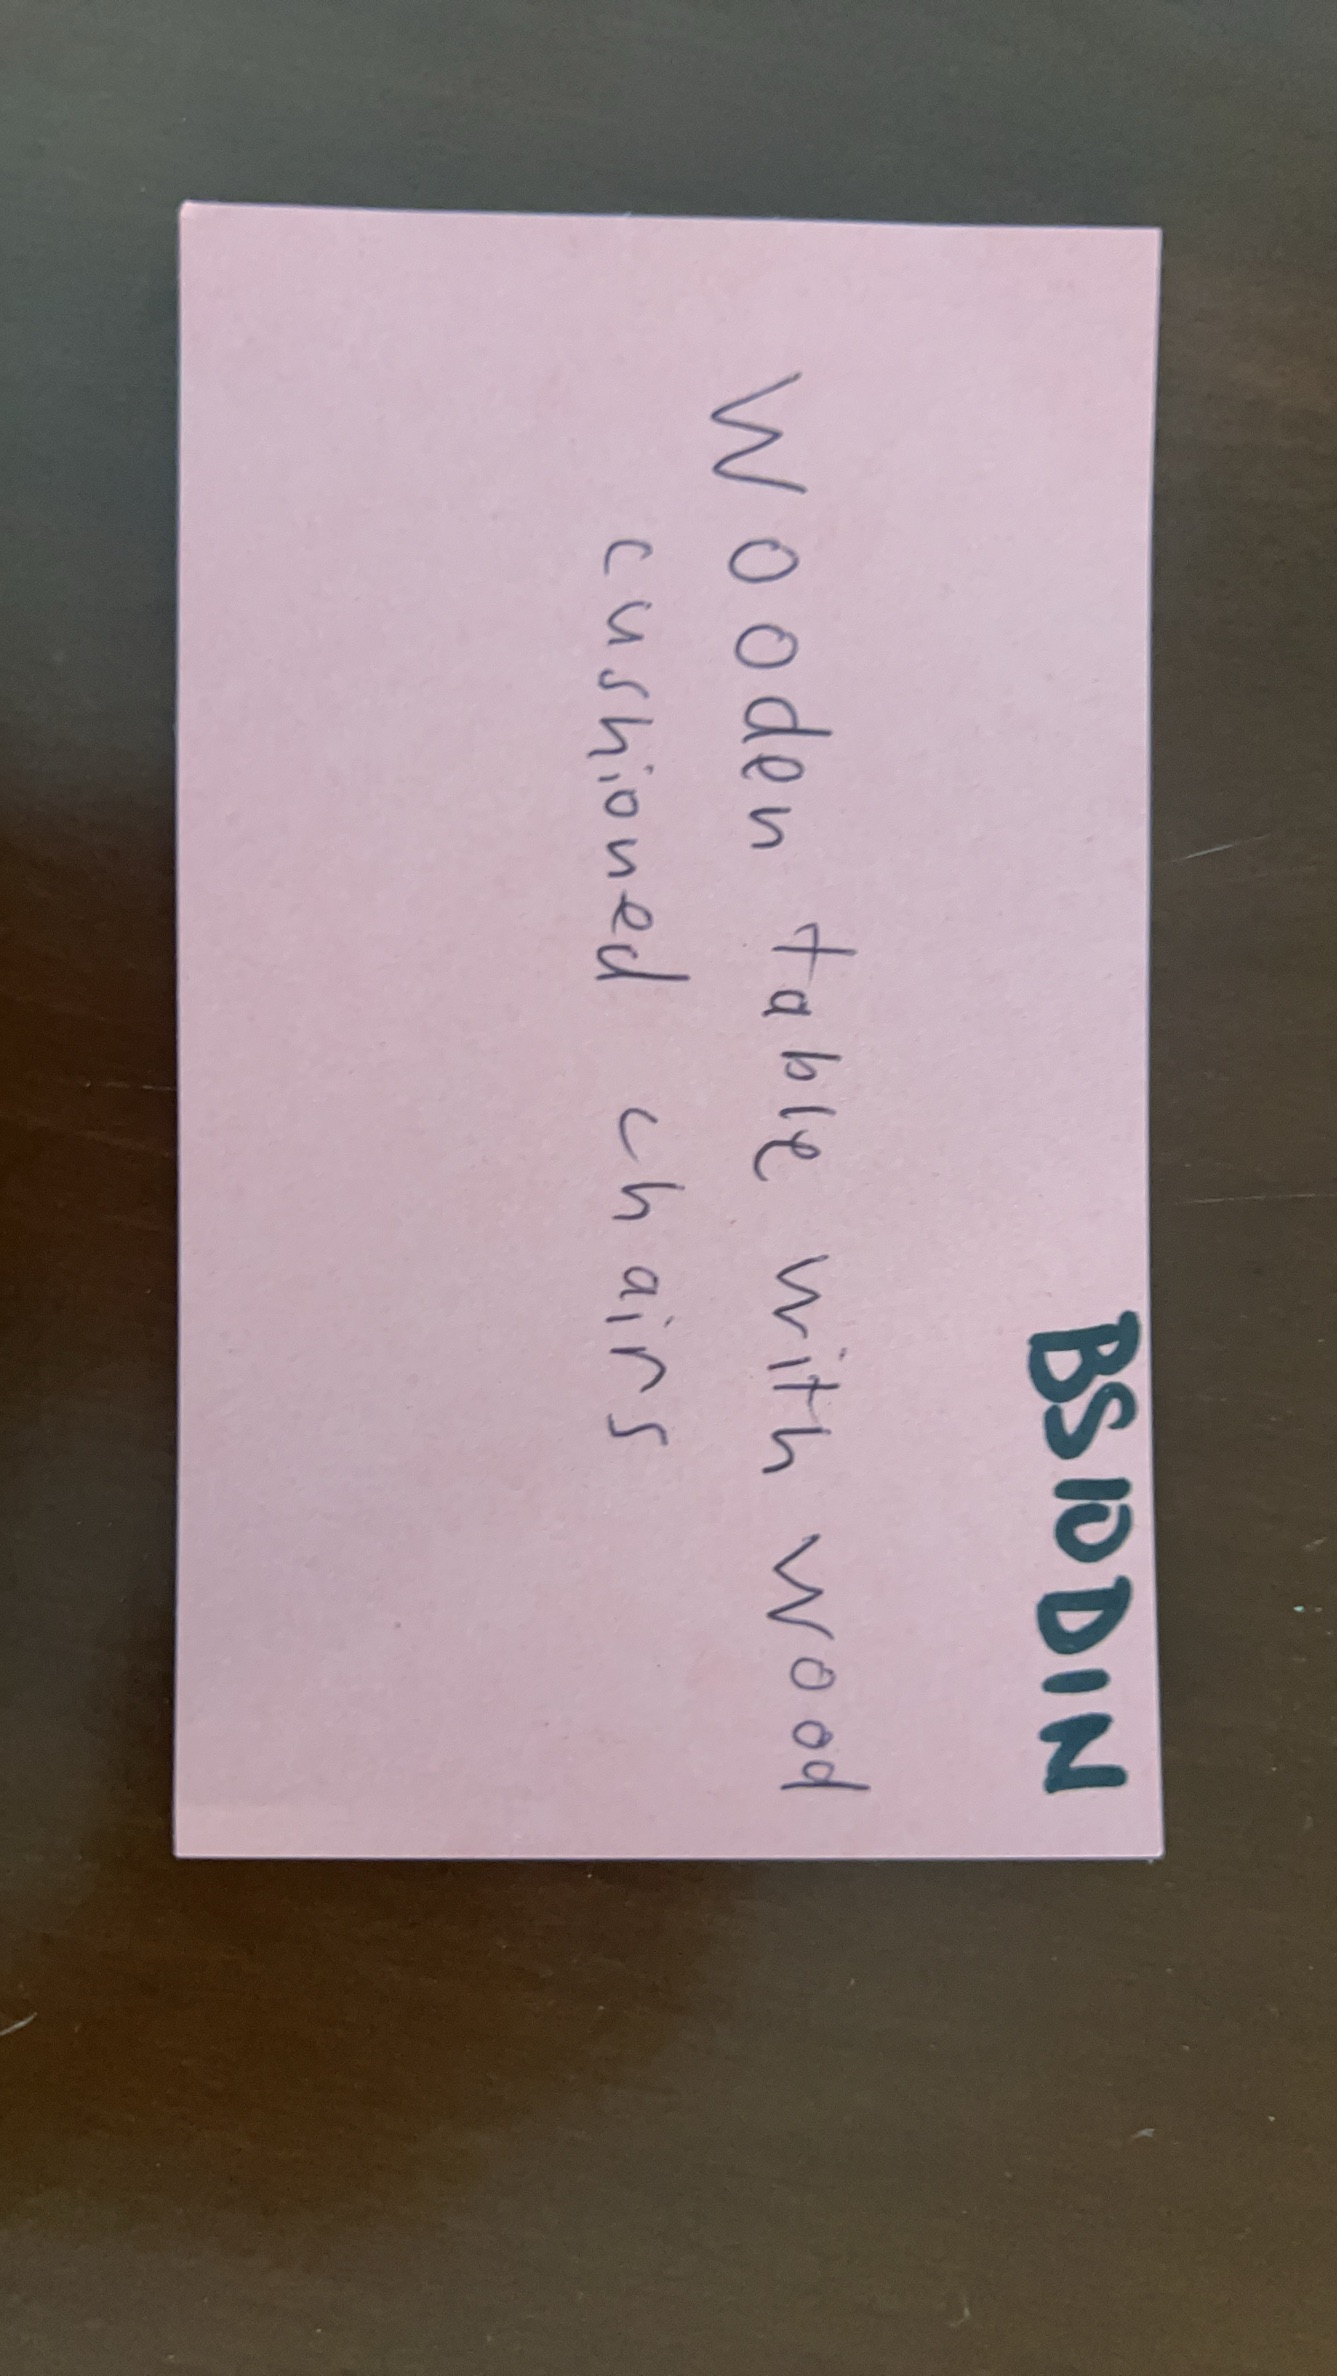 BS10DIN
Wooden table with wood
cushioned chairs